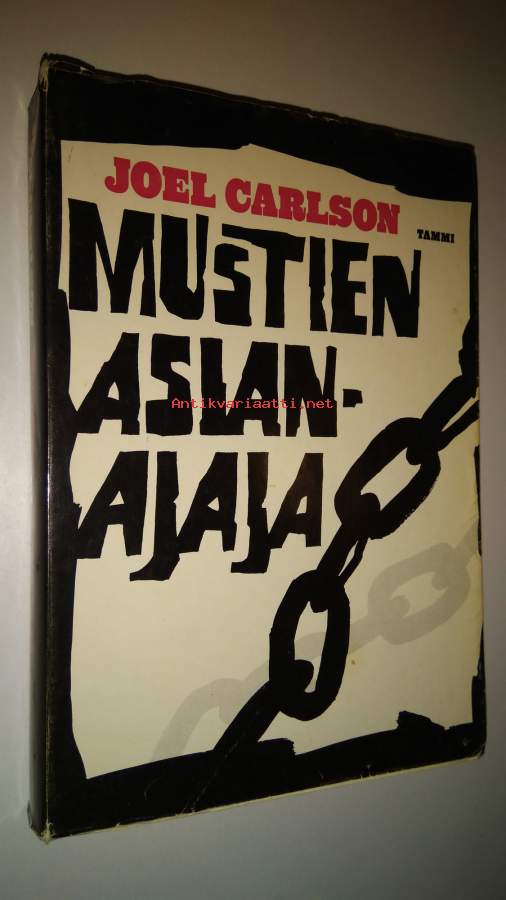 JOEL CARLSON
TAMMI
MUSTIEN
ASIAN-
AJAJA
Antikvariaatti.net